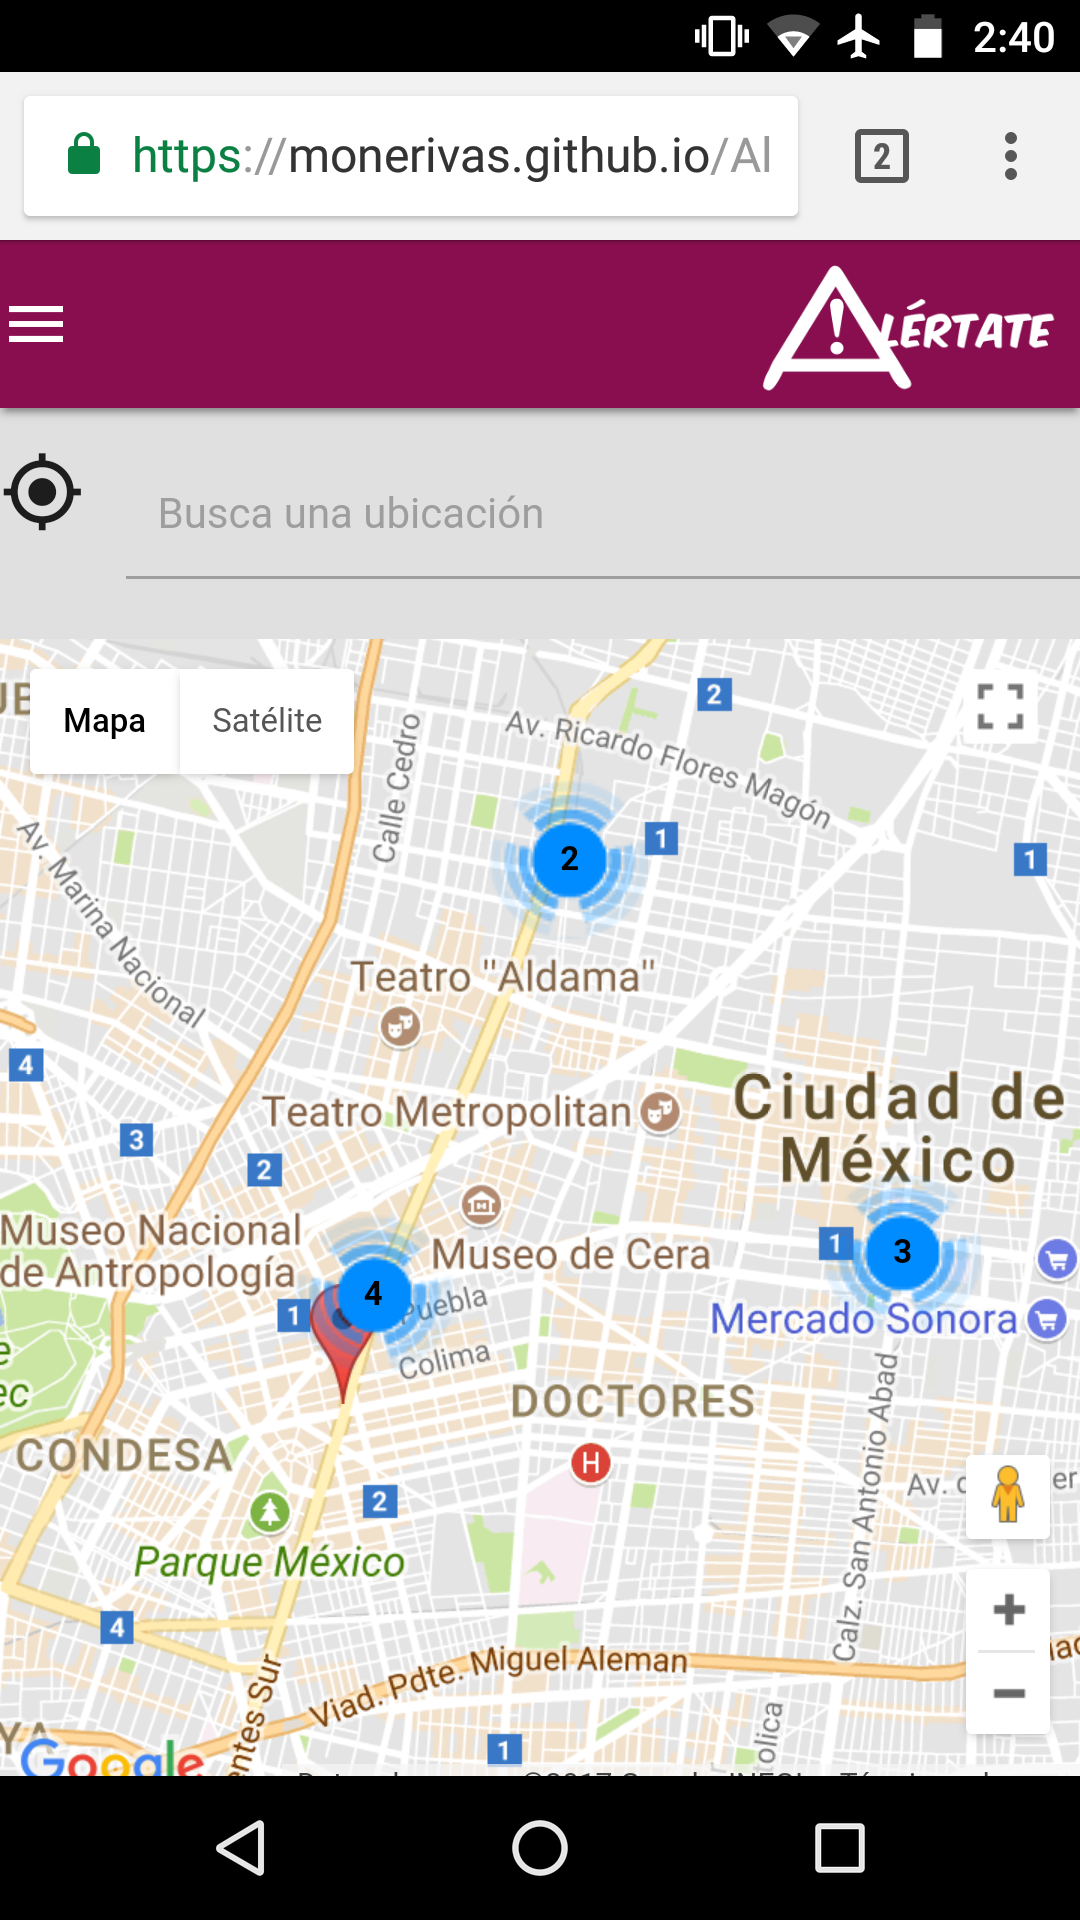 2:40
https://monerivas.github.io/Al
2
ALÉRTATE
Busca una ubicación
Mapa
Satélite
2
Av. Ricardo Flores Magón
Calle Cedro
1
1
2
Av. Marina Nacional
Teatro "Aldama"
4
Ciudad de
México
Teatro Metropolitan
3
2
Museo Nacional
de Antropología
Museo de Cera
1
3
1
4
Puebla
Mercado Sonora
Colima
DOCTORES
CONDESA
H
Calz. San Antonio Abad
Av.
2
Parque México
4
Viad. Pdte. Miguel Aleman
entes Sur
1
Google